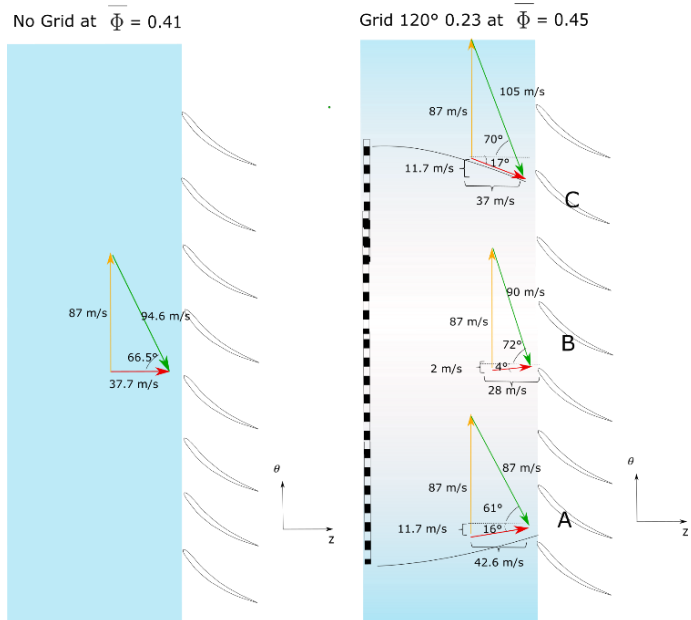 No Grid at Φ̅ = 0.41
Grid 120° 0.23 at Φ̅ = 0.45
87 m/s
94.6 m/s
66.5°
37.7 m/s
θ
z
105 m/s
87 m/s
70°
17°
11.7 m/s
37 m/s
C
90 m/s
87 m/s
B
72°
2 m/s
4°
28 m/s
87 m/s
87 m/s
61°
A
11.7 m/s
16°
42.6 m/s
θ
z